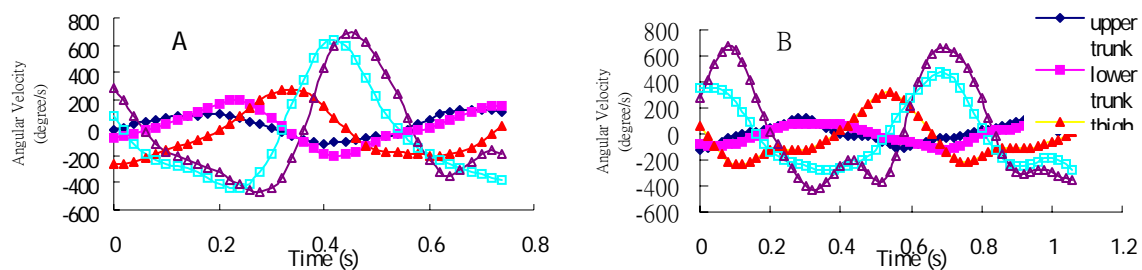 A
Angular Velocity
(degree/s)
800
600
400
200
0
-200
-400
-600
0
0.2
0.4
0.6
0.8
Time (s)
B
Angular Velocity
(degree/s)
800
600
400
200
0
-200
-400
-600
0
0.2
0.4
0.6
0.8
1
1.2
Time (s)
upper
trunk
lower
trunk
thigh